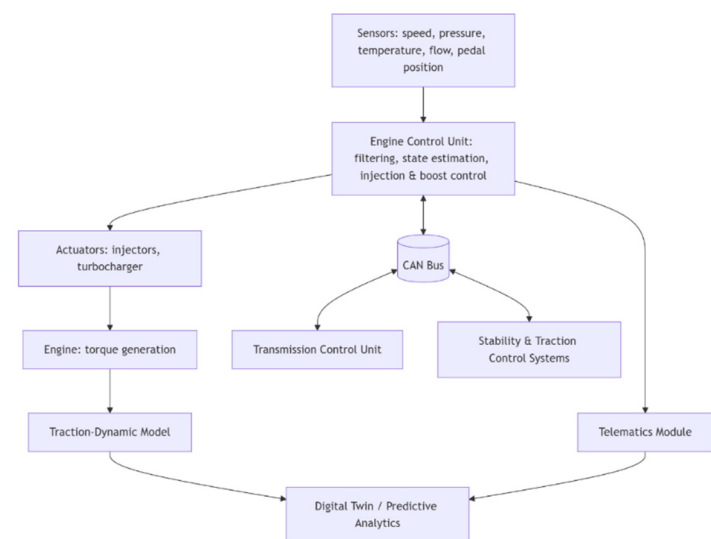 Sensors: speed, pressure,
temperature, flow, pedal
position
Engine Control Unit:
filtering, state estimation,
injection & boost control
Actuators: injectors,
turbocharger
CAN Bus
Engine: torque generation
Transmission Control Unit
Stability & Traction
Control Systems
Traction-Dynamic Model
Telematics Module
Digital Twin / Predictive
Analytics